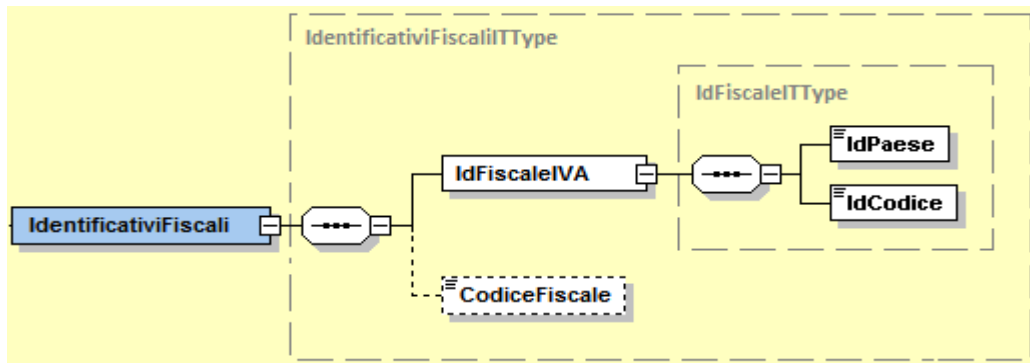 IdentificativiFiscaliITType
IdFiscaleITType
IdPaese
IdFiscaleIVA
IdCodice
IdentificativiFiscali
CodiceFiscale